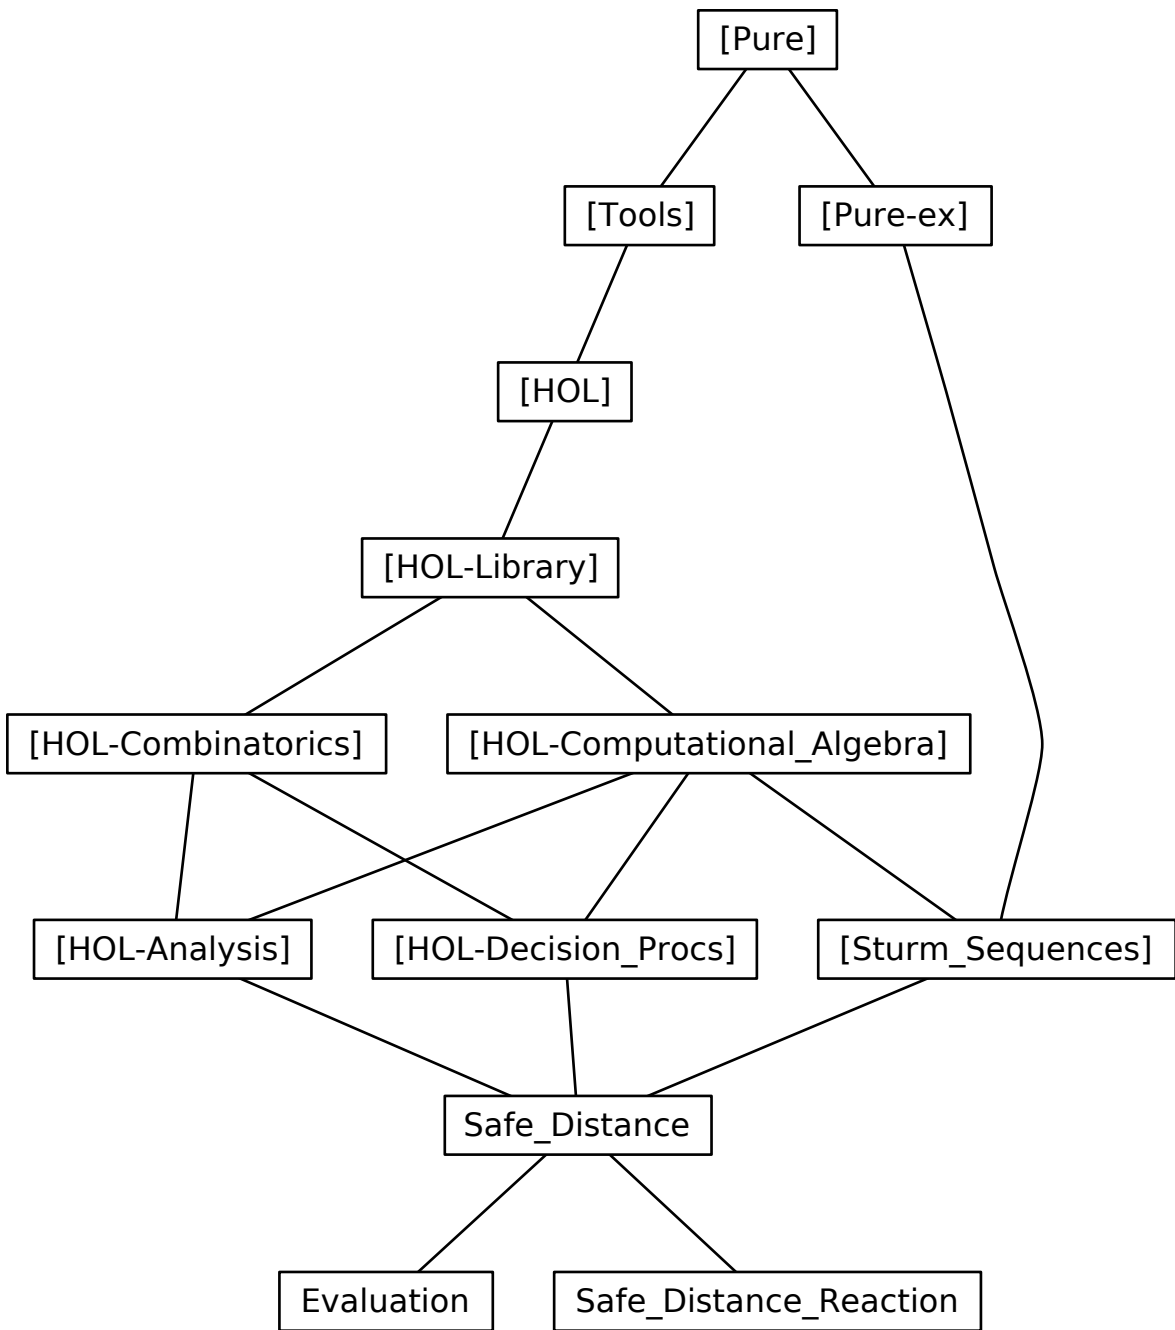 [Pure]
[Tools]
[Pure-ex]
[HOL]
[HOL-Library]
[HOL-Combinatorics]
[HOL-Computational_Algebra]
[HOL-Analysis]
[HOL-Decision_Procs]
[Sturm_Sequences]
Safe_Distance
Evaluation
Safe_Distance_Reaction